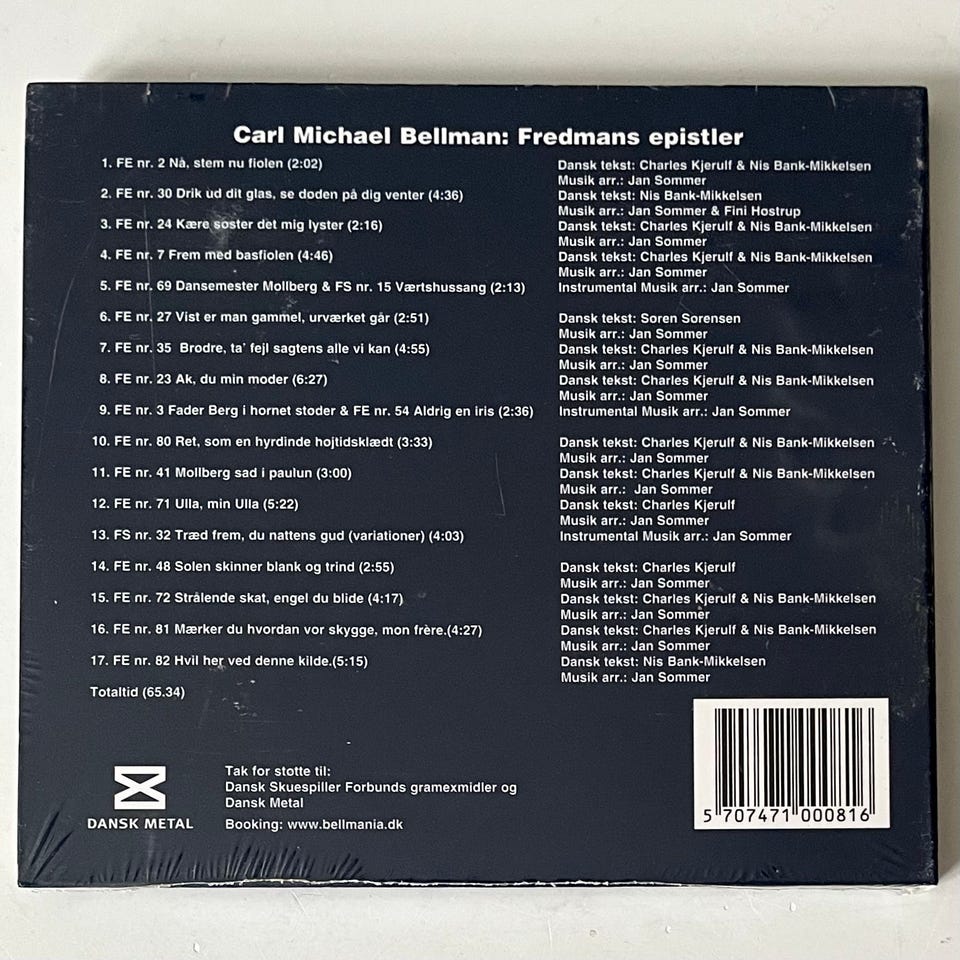 Carl Michael Bellman: Fredmans epistler
1. FE nr. 2 Nå, stem nu fiolen (2:02)
Dansk tekst: Charles Kjerulf & Nis Bank-Mikkelsen
Musik arr.: Jan Sommer
2. FE nr. 30 Drik ud dit glas, se døden på dig venter (4:36)
Dansk tekst: Nis Bank-Mikkelsen
Musik arr.: Jan Sommer & Fini Høstrup
3. FE nr. 24 Kære søster det mig lyster (2:16)
Dansk tekst: Charles Kjerulf & Nis Bank-Mikkelsen
Musik arr.: Jan Sommer
4. FE nr. 7 Frem med basfiolen (4:46)
Dansk tekst: Charles Kjerulf & Nis Bank-Mikkelsen
Musik arr.: Jan Sommer
5. FE nr. 69 Dansemester Mollberg & FS nr. 15 Værtshussang (2:13)
Instrumental Musik arr.: Jan Sommer
6. FE nr. 27 Vist er man gammel, urværket går (2:51)
Dansk tekst: Søren Sørensen
Musik arr.: Jan Sommer
7. FE nr. 35 Brødre, ta' fejl sagtens alle vi kan (4:55)
Dansk tekst: Charles Kjerulf & Nis Bank-Mikkelsen
Musik arr.: Jan Sommer
8. FE nr. 23 Ak, du min moder (6:27)
Dansk tekst: Charles Kjerulf & Nis Bank-Mikkelsen
Musik arr.: Jan Sommer
9. FE nr. 3 Fader Berg i hornet støder & FE nr. 54 Aldrig en iris (2:36)
Instrumental Musik arr.: Jan Sommer
10. FE nr. 80 Ret, som en hyrdinde højtidsklædt (3:33)
Dansk tekst: Charles Kjerulf & Nis Bank-Mikkelsen
Musik arr.: Jan Sommer
11. FE nr. 41 Mollberg sad i paulun (3:00)
Dansk tekst: Charles Kjerulf & Nis Bank-Mikkelsen
Musik arr.: Jan Sommer
12. FE nr. 71 Ulla, min Ulla (5:22)
Dansk tekst: Charles Kjerulf
Musik arr.: Jan Sommer
13. FS nr. 32 Træd frem, du nattens gud (variationer) (4:03)
Instrumental Musik arr.: Jan Sommer
14. FE nr. 48 Solen skinner blank og trind (2:55)
Dansk tekst: Charles Kjerulf
Musik arr.: Jan Sommer
15. FE nr. 72 Strålende skat, engel du blide (4:17)
Dansk tekst: Charles Kjerulf & Nis Bank-Mikkelsen
Musik arr.: Jan Sommer
16. FE nr. 81 Mærker du hvordan vor skygge, mon frère.(4:27)
Dansk tekst: Charles Kjerulf & Nis Bank-Mikkelsen
Musik arr.: Jan Sommer
17. FE nr. 82 Hvil her ved denne kilde.(5:15)
Dansk tekst: Nis Bank-Mikkelsen
Musik arr.: Jan Sommer
Totaltid (65.34)
DANSK METAL
Tak for støtte til:
Dansk Skuespiller Forbunds gramexmidler og
Dansk Metal
Booking: www.bellmania.dk
5 707471 000816